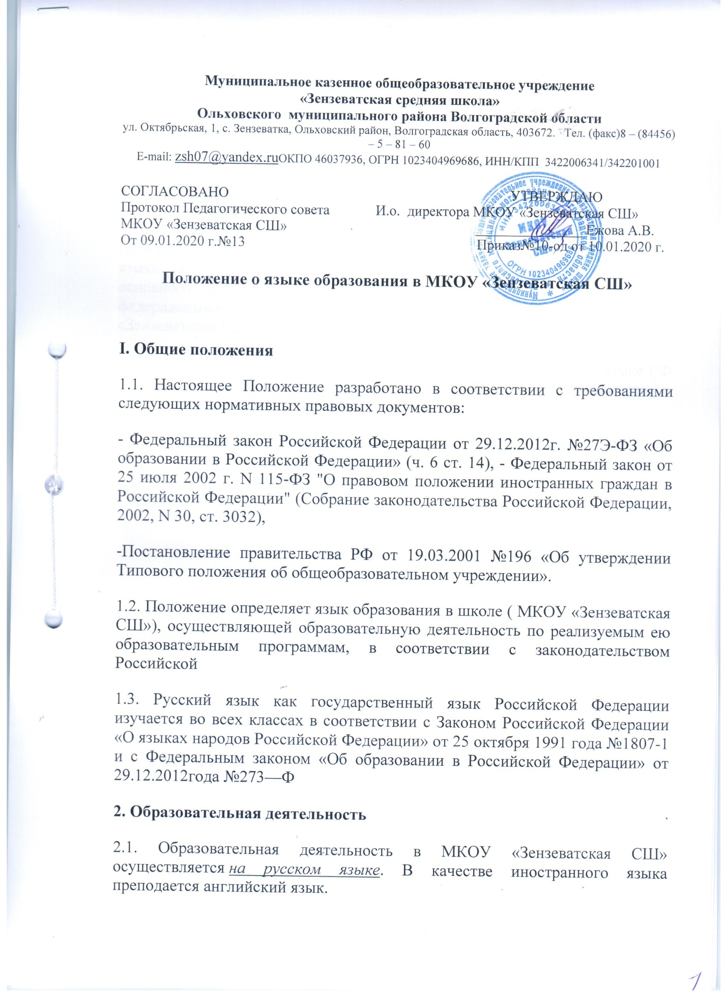 Муниципальное казенное общеобразовательное учреждение
«Зензеватская средняя школа»
Ольховского муниципального района Волгоградской области
ул. Октябрьская, 1, с. Зензеватка, Ольховский район, Волгоградская область, 403672. Тел. (факс)8 – (84456)
– 5 – 81 – 60
E-mail: zsh07@yandex.ruОКПО 46037936, ОГРН 1023404969686, ИНН/КПП 3422006341/342201001
СОГЛАСОВАНО
Протокол Педагогического совета
МКОУ «Зензеватская СШ»
От 09.01.2020 г.№13
УТВЕРЖДАЮ
И.о. директора МКОУ «Зензеватская СШ»
Ежова А.В.
Приказ№10-од от 10.01.2020 г.
МКОУ
«Зензеватская
СШ»
ОГРН 1023404969686
Положение о языке образования в МКОУ «Зензеватская СШ»
I. Общие положения
1.1. Настоящее Положение разработано в соответствии с требованиями
следующих нормативных правовых документов:
- Федеральный закон Российской Федерации от 29.12.2012г. №27Э-ФЗ «Об
образовании в Российской Федерации» (ч. 6 ст. 14), - Федеральный закон от
25 июля 2002 г. N 115-ФЗ "О правовом положении иностранных граждан в
Российской Федерации" (Собрание законодательства Российской Федерации,
2002, N 30, ст. 3032),
-Постановление правительства РФ от 19.03.2001 №196 «Об утверждении
Типового положения об общеобразовательном учреждении».
1.2. Положение определяет язык образования в школе ( МКОУ «Зензеватская
СШ»), осуществляющей образовательную деятельность по реализуемым ею
образовательным программам, в соответствии с законодательством
Российской
1.3. Русский язык как государственный язык Российской Федерации
изучается во всех классах в соответствии с Законом Российской Федерации
«О языках народов Российской Федерации» от 25 октября 1991 года №1807-1
и с Федеральным законом «Об образовании в Российской Федерации» от
29.12.2012года №273—Ф
2. Образовательная деятельность
2.1. Образовательная деятельность в МКОУ «Зензеватская СШ»
осуществляется на русском языке. В качестве иностранного языка
преподается английский язык.
1